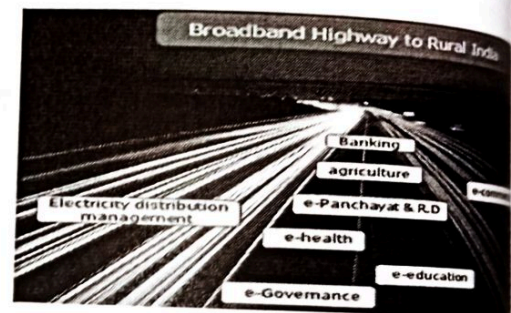 Broadband Highway to Rural India
Banking
agriculture
Electricity distribution
management
e-Panchayat & R.D
e-health
e-education
e-Governance